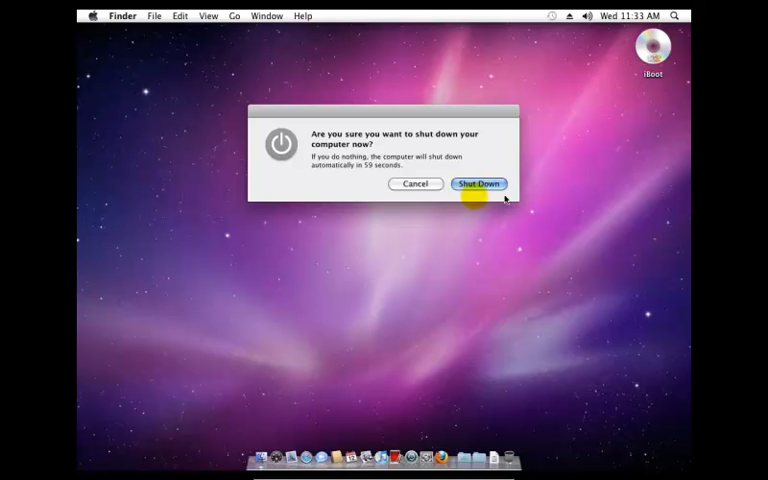 Finder File Edit View Go Window Help Wed 11:33 AM
iBoot
Are you sure you want to shut down your
computer now?
If you do nothing, the computer will shut down
automatically in 59 seconds.
Cancel Shut Down